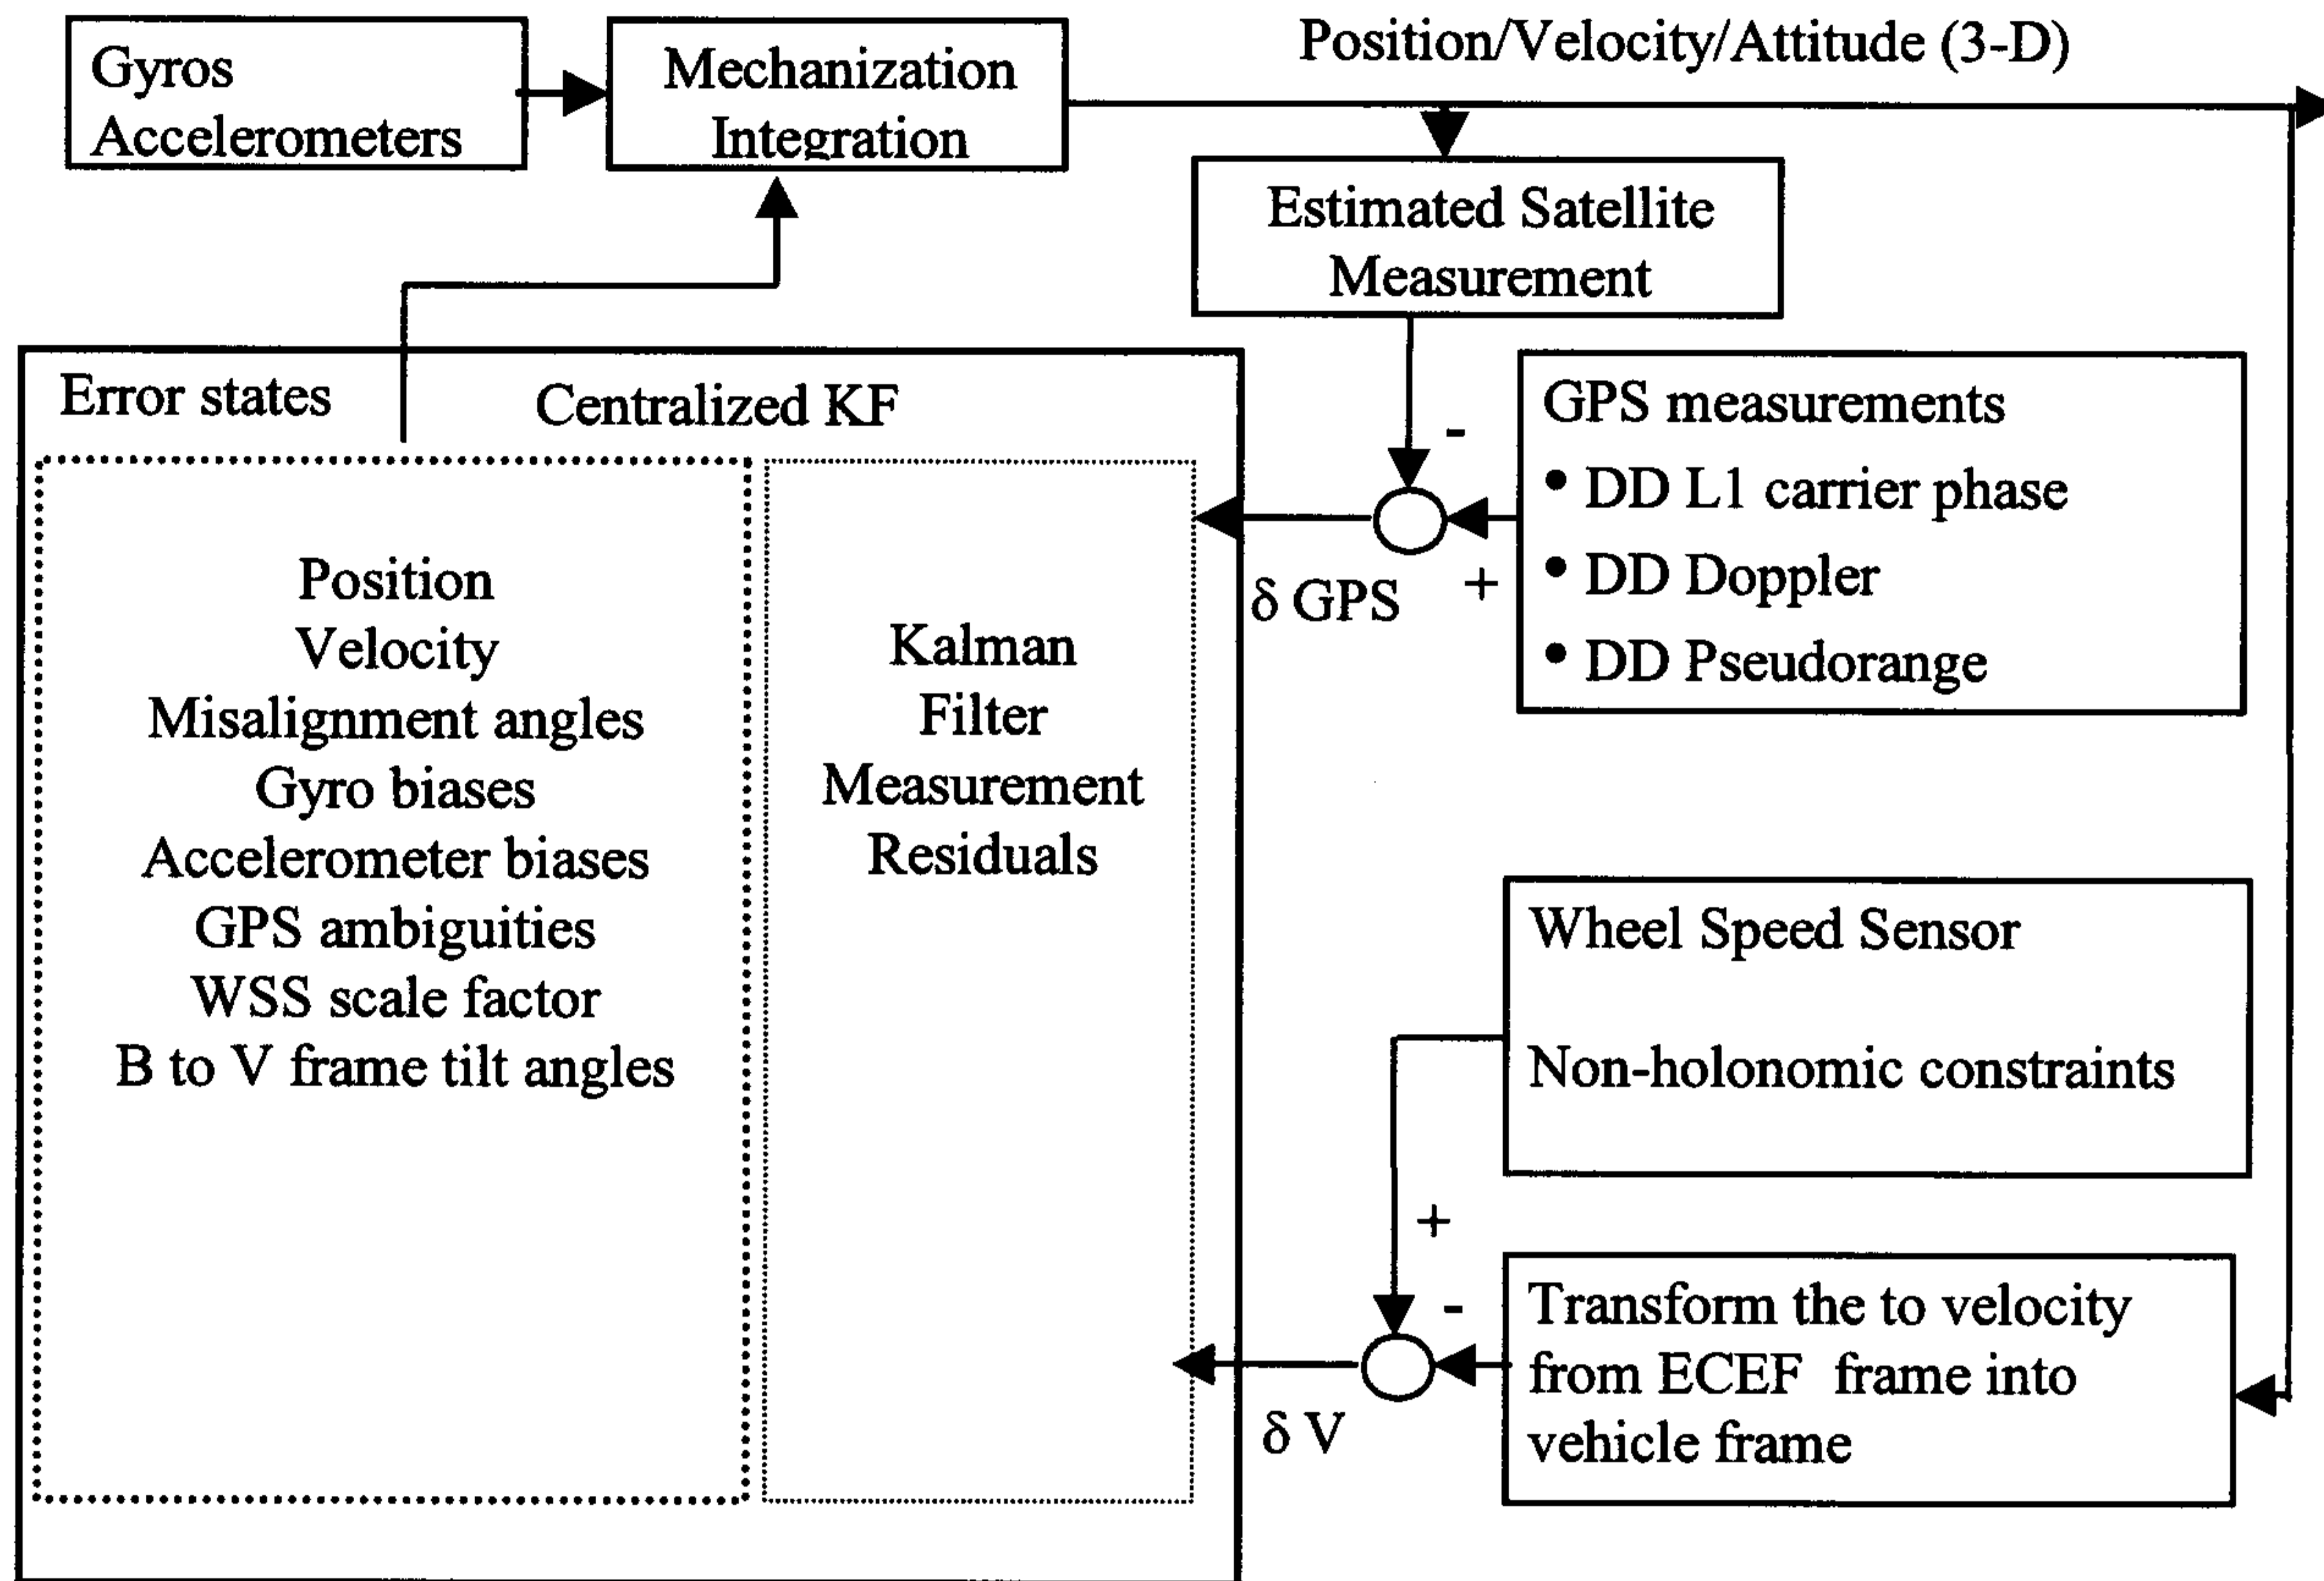 Gyros
Accelerometers
Mechanization
Integration
Position/Velocity/Attitude (3-D)
Estimated Satellite
Measurement
Error states
Centralized KF
Position
Velocity
Misalignment angles
Gyro biases
Accelerometer biases
GPS ambiguities
WSS scale factor
B to V frame tilt angles
Kalman
Filter
Measurement
Residuals
-
+
δ GPS
GPS measurements
• DD L1 carrier phase
• DD Doppler
• DD Pseudorange
Wheel Speed Sensor
Non-holonomic constraints
+
-
δ V
Transform the to velocity
from ECEF frame into
vehicle frame